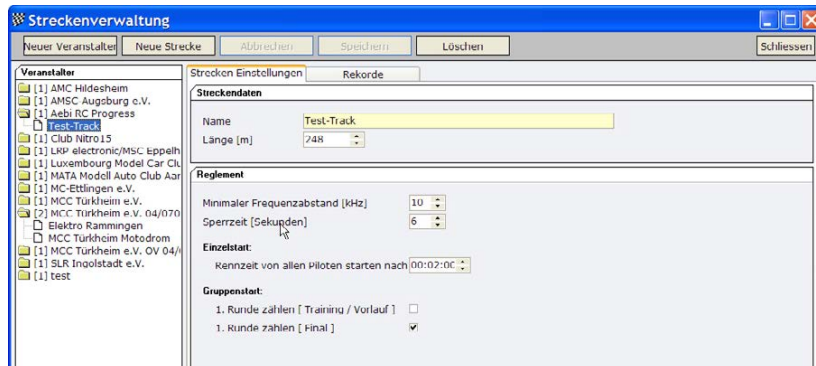 Streckenverwaltung
Neuer Veranstalter Neue Strecke Abbrechen Speichern Löschen Schliessen
Veranstalter
[1] AMC Hildesheim
[1] AMSC Augsburg e.V.
[1] Aebi RC Progress
Test-Track
[1] Club Nitro15
[1] LRP electronic/MSC Eppelh
[1] Luxembourg Model Car Clu
[1] MATA Modell Auto Club Aar
[1] MC-Ettlingen e.V.
[1] MCC Türkheim e.V.
[2] MCC Türkheim e.V. 04/070
Elektro Rammingen
MCC Türkheim Motodrom
[1] MCC Türkheim e.V. OV 04/
[1] SLR Ingolstadt e.V.
[1] test
Strecken Einstellungen Rekorde
Streckendaten
Name Test-Track
Länge [m] 248
Reglement
Minimaler Frequenzabstand [kHz] 10
Sperrzeit [Sekunden] 6
Einzelstart:
Rennzeit von allen Piloten starten nach 00:02:00
Gruppenstart:
1. Runde zählen [ Training / Vorlauf ]
1. Runde zählen [ Final ]